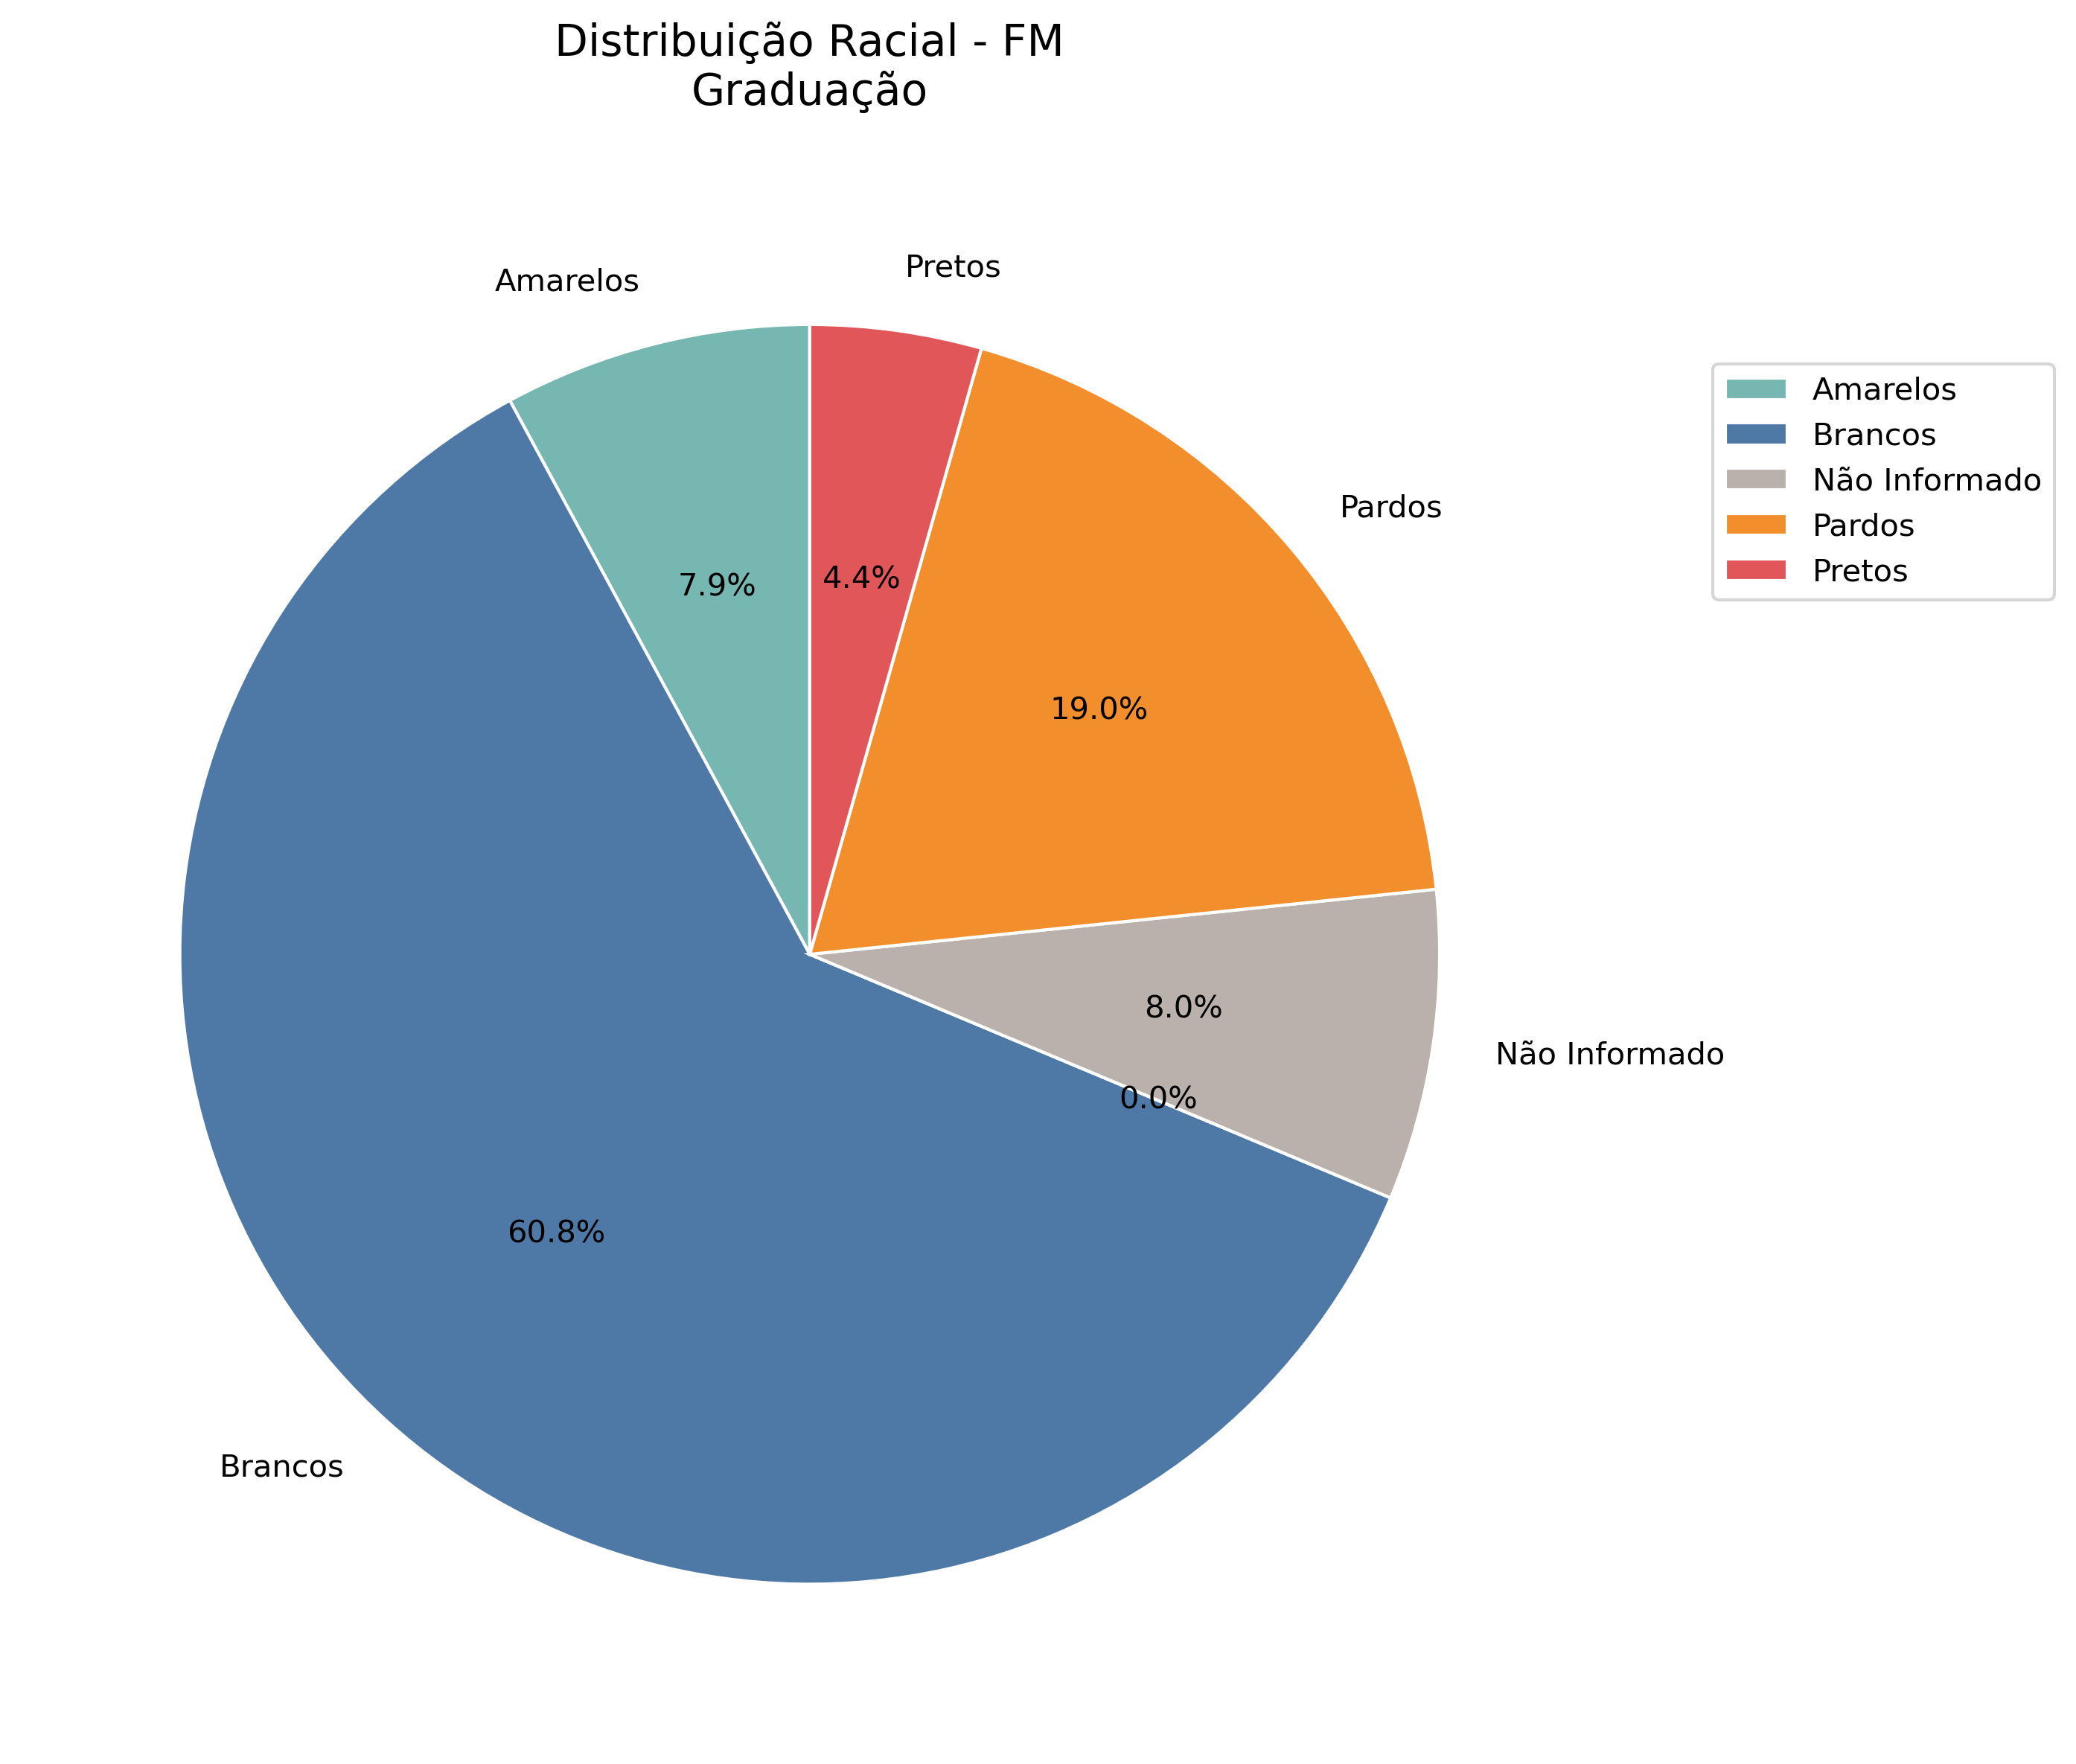 Distribuição Racial - FM
Graduação
Amarelos
Pretos
Pardos
Não Informado
Brancos
7.9%
4.4%
19.0%
8.0%
0.0%
60.8%
Amarelos
Brancos
Não Informado
Pardos
Pretos